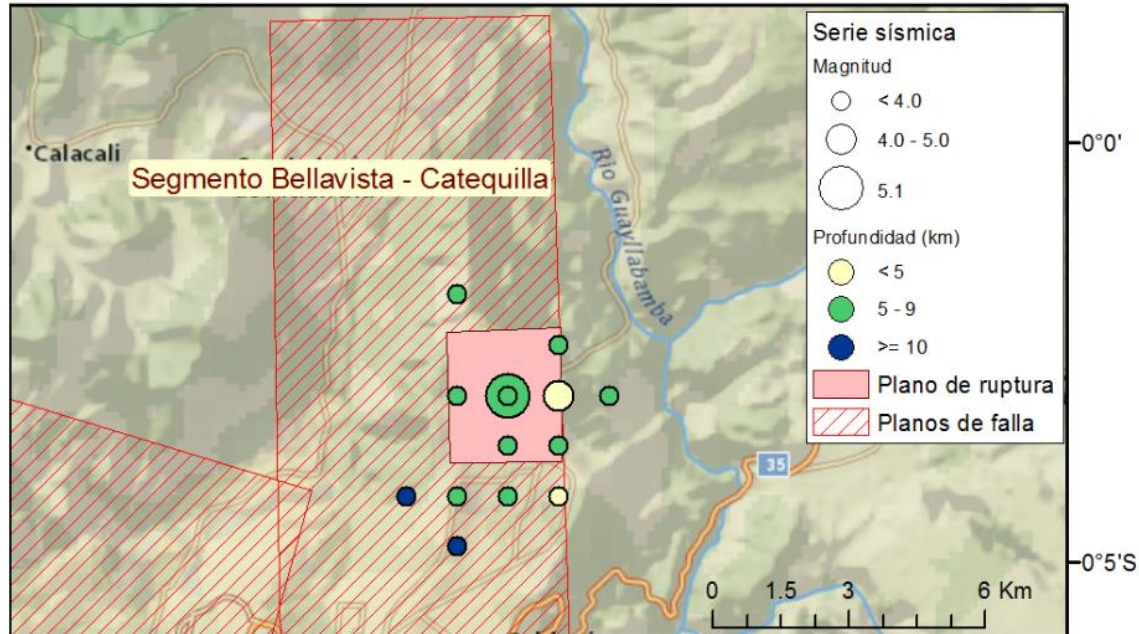 Serie sísmica
Magnitud
< 4.0
4.0 - 5.0
5.1
Profundidad (km)
< 5
5 - 9
>= 10
Plano de ruptura
Planos de falla
0°0'
Calacali
Segmento Bellavista - Catequilla
Rio Guayllabamba
35
0°5'S
0 1.5 3 6 Km